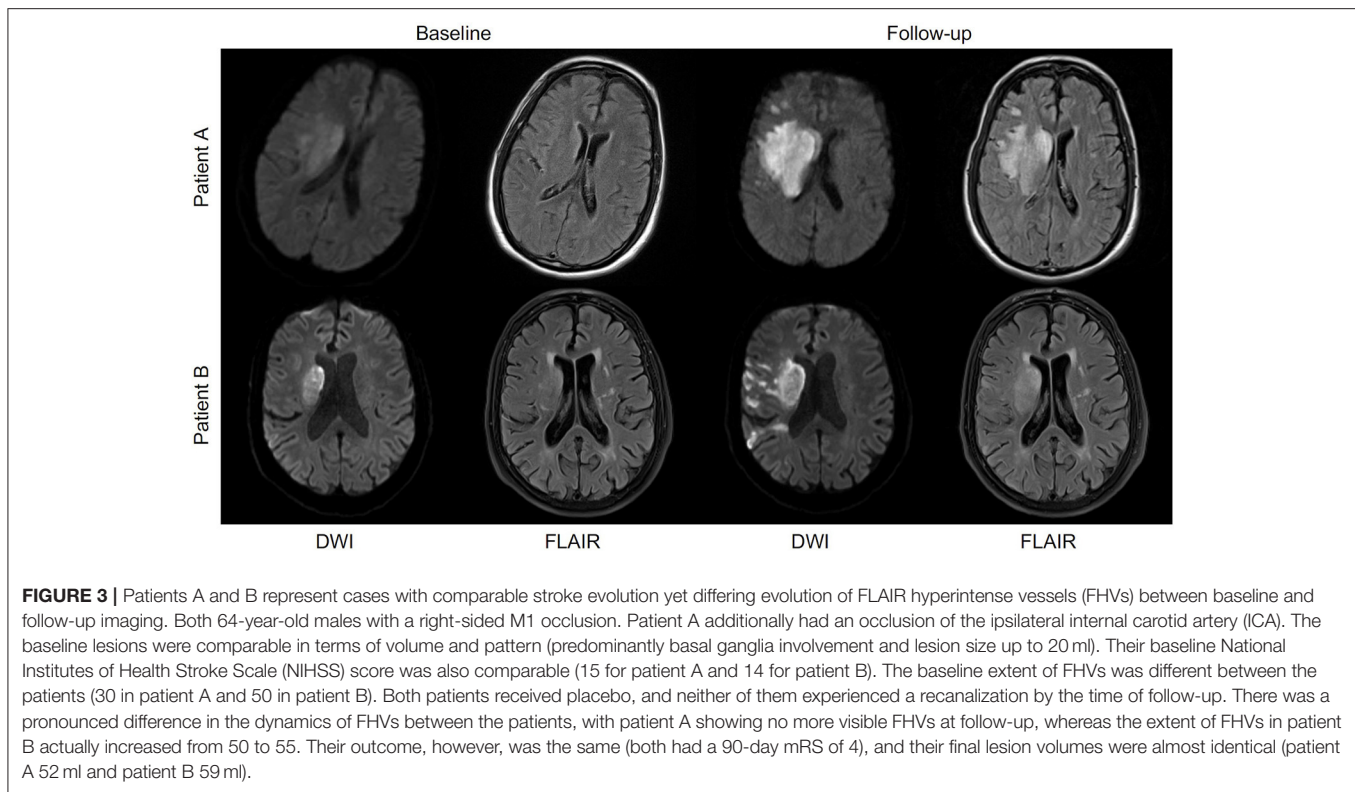 Baseline
Follow-up
Patient A
Patient B
DWI
FLAIR
DWI
FLAIR
FIGURE 3 | Patients A and B represent cases with comparable stroke evolution yet differing evolution of FLAIR hyperintense vessels (FHVs) between baseline and
follow-up imaging. Both 64-year-old males with a right-sided M1 occlusion. Patient A additionally had an occlusion of the ipsilateral internal carotid artery (ICA). The
baseline lesions were comparable in terms of volume and pattern (predominantly basal ganglia involvement and lesion size up to 20 ml). Their baseline National
Institutes of Health Stroke Scale (NIHSS) score was also comparable (15 for patient A and 14 for patient B). The baseline extent of FHVs was different between the
patients (30 in patient A and 50 in patient B). Both patients received placebo, and neither of them experienced a recanalization by the time of follow-up. There was a
pronounced difference in the dynamics of FHVs between the patients, with patient A showing no more visible FHVs at follow-up, whereas the extent of FHVs in patient
B actually increased from 50 to 55. Their outcome, however, was the same (both had a 90-day mRS of 4), and their final lesion volumes were almost identical (patient
A 52 ml and patient B 59 ml).